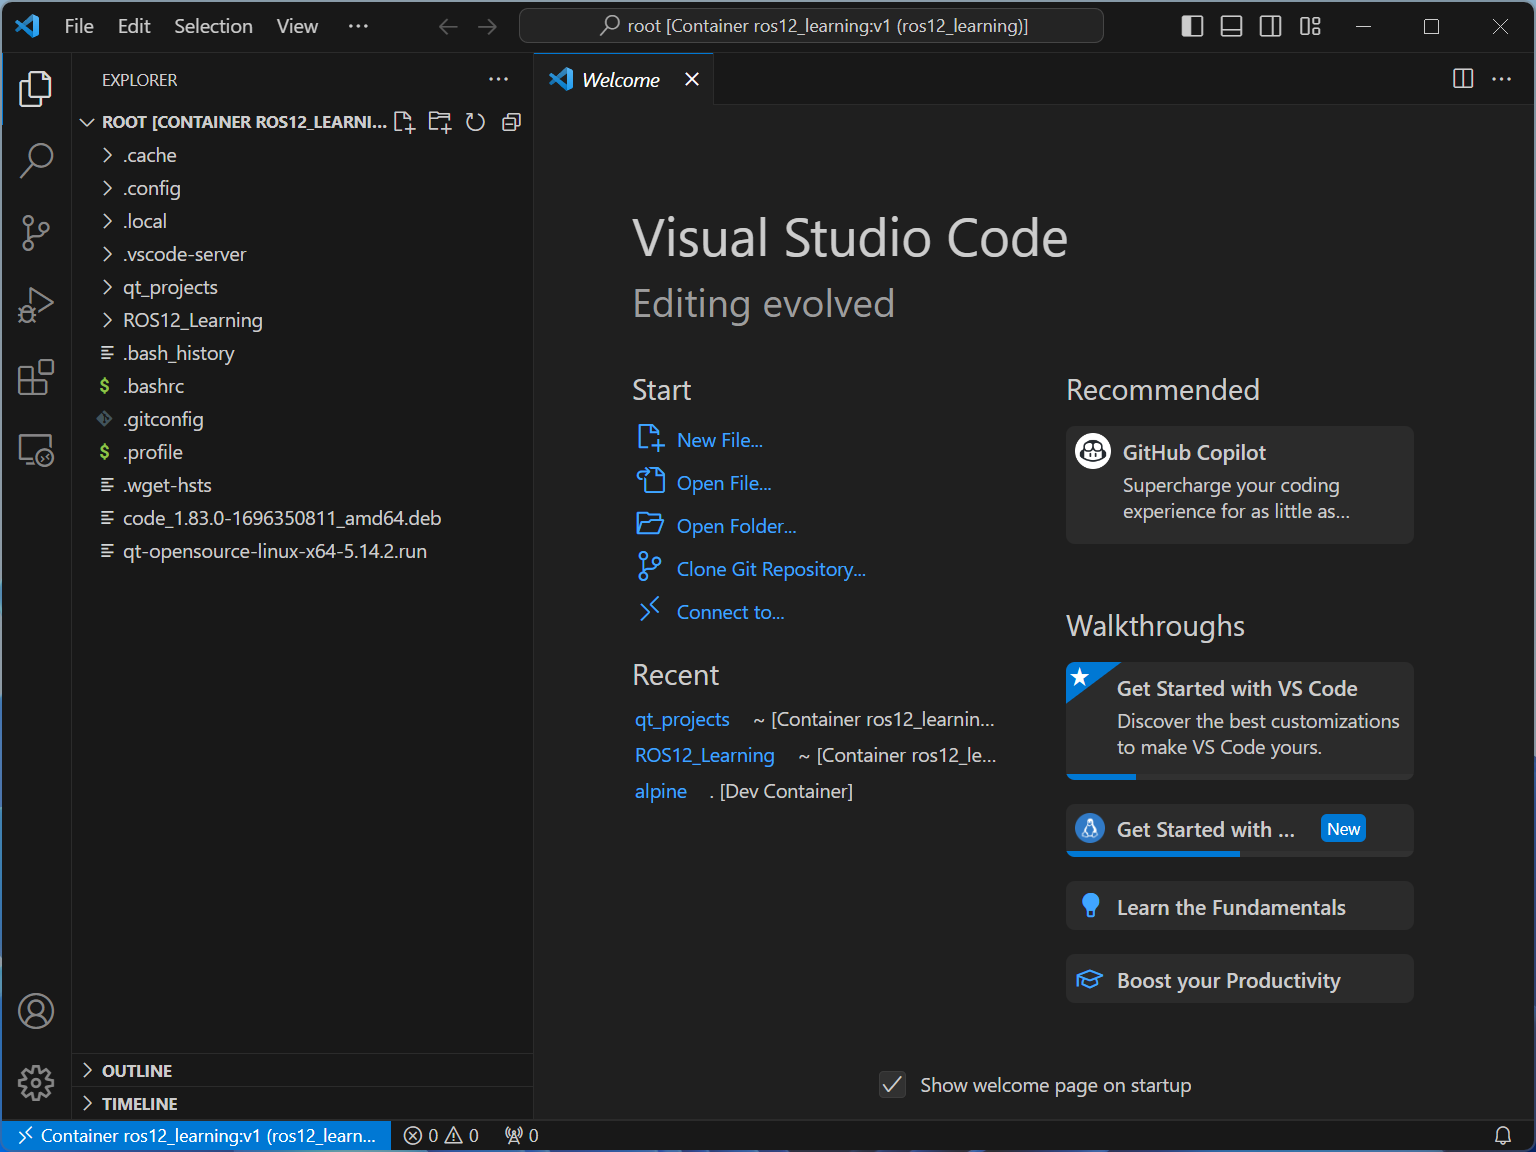 File Edit Selection View ···
root [Container ros12_learning:v1 (ros12_learning)]
EXPLORER
Welcome
ROOT [CONTAINER ROS12_LEARNI...
.cache
.config
.local
.vscode-server
qt_projects
ROS12_Learning
.bash_history
$ .bashrc
.gitconfig
$ .profile
.wget-hsts
code_1.83.0-1696350811_amd64.deb
qt-opensource-linux-x64-5.14.2.run
OUTLINE
TIMELINE
Visual Studio Code
Editing evolved
Start
New File...
Open File...
Open Folder...
Clone Git Repository...
Connect to...
Recent
qt_projects ~ [Container ros12_learnin...
ROS12_Learning ~ [Container ros12_le...
alpine . [Dev Container]
Recommended
GitHub Copilot
Supercharge your coding
experience for as little as...
Walkthroughs
Get Started with VS Code
Discover the best customizations
to make VS Code yours.
Get Started with ... New
Learn the Fundamentals
Boost your Productivity
Show welcome page on startup
Container ros12_learning:v1 (ros12_learn... 0 0 0